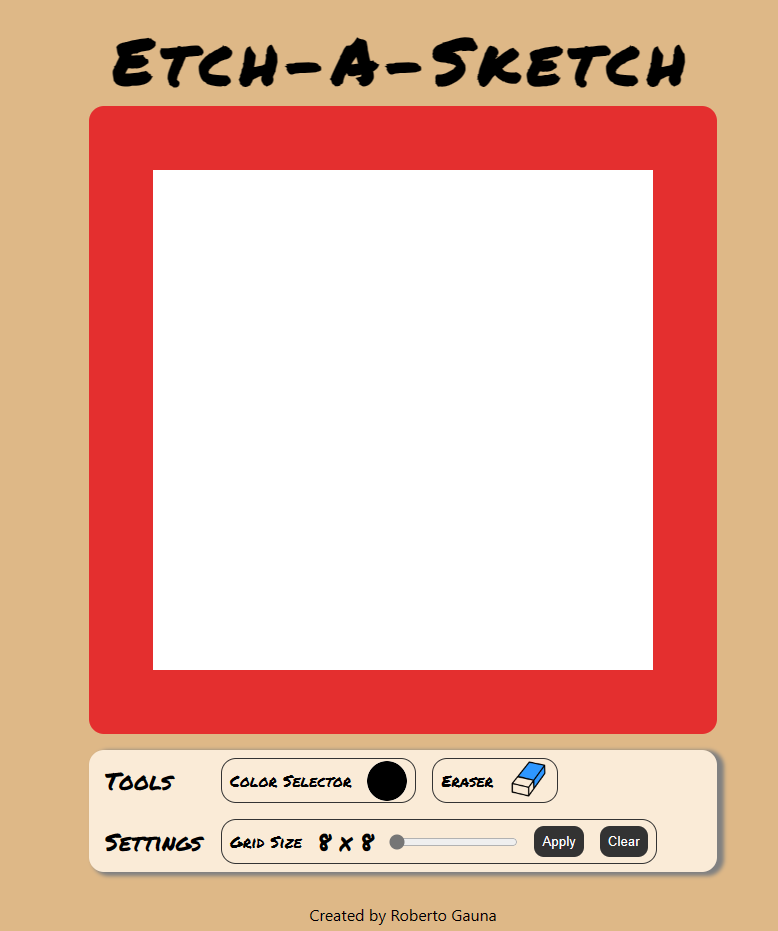 Etch-A-Sketch
Tools Color Selector Eraser
Settings Grid Size 8 x 8 Apply Clear
Created by Roberto Gauna